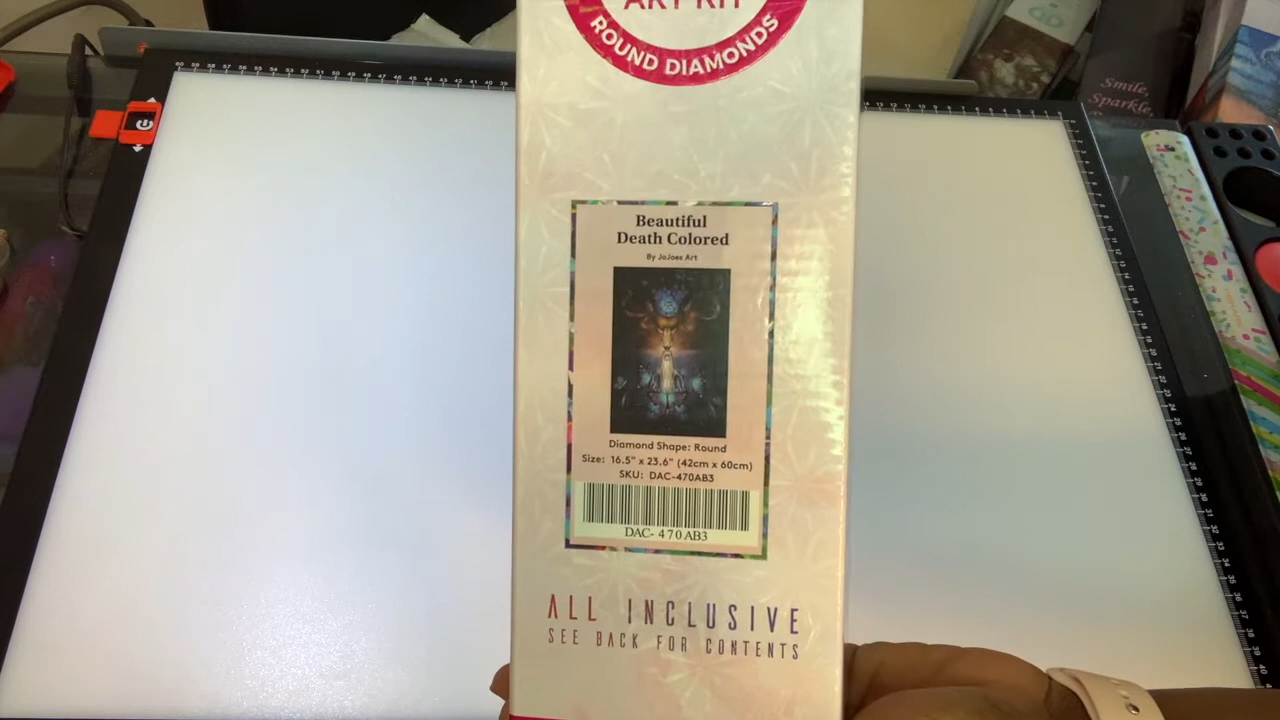 ART KIT
ROUND DIAMONDS
Smile,
Sparkle,
Beautiful
Death Colored
By JoJoes Art
Diamond Shape: Round
Size: 16.5" x 23.6" (42cm x 60cm)
SKU: DAC-470AB3
DAC- 470AB3
ALL INCLUSIVE
SEE BACK FOR CONTENTS